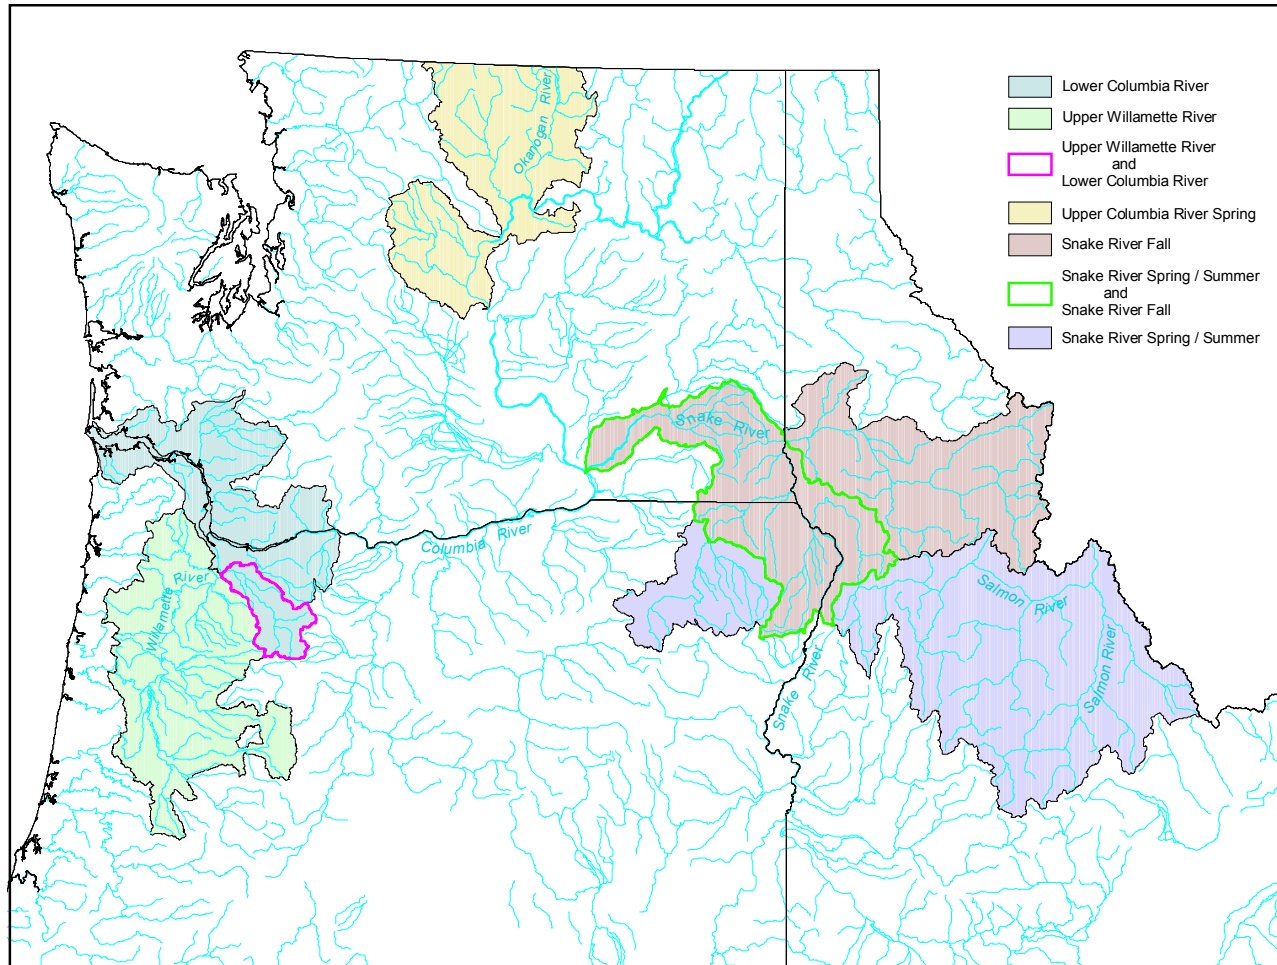 Lower Columbia River
Upper Willamette River
Upper Willamette River
and
Lower Columbia River
Upper Columbia River Spring
Snake River Fall
Snake River Spring / Summer
and
Snake River Fall
Snake River Spring / Summer
Okanogan River
Snake River
Columbia River
Willamette River
Salmon River
Salmon River
Snake River